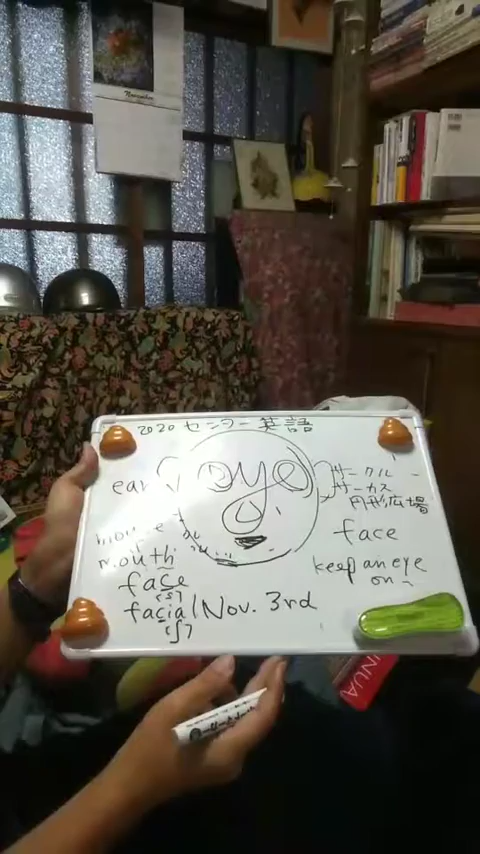 November
2020 センター英語
ear
eye
サークル
サーカス
円形広場
mouth
face
[s]
facial
[ʃ]
Nov. 3rd
face
keep an eye
on ~